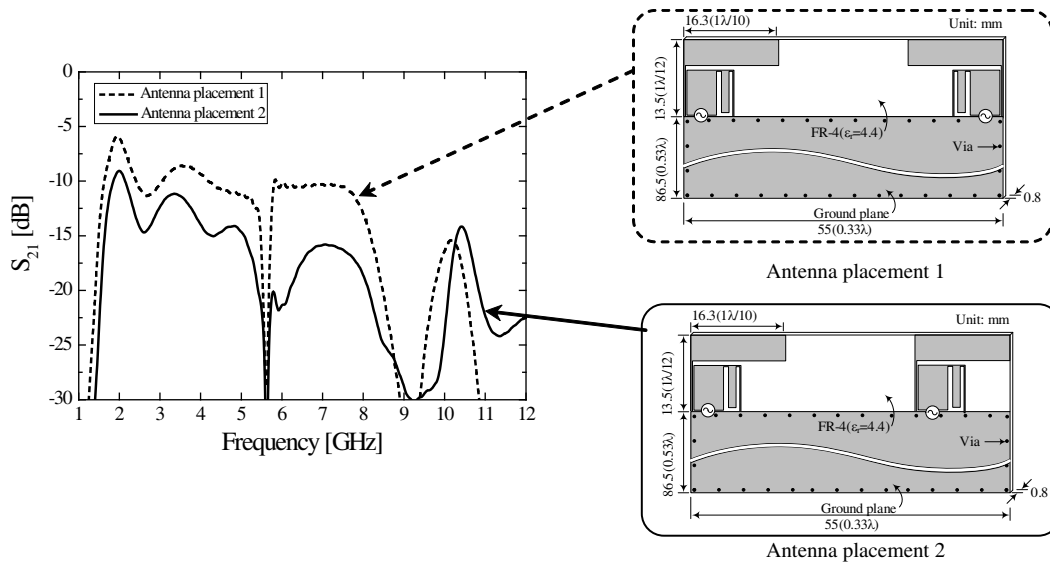 0
-5
-10
-15
-20
-25
-30
S21 [dB]
Antenna placement 1
Antenna placement 2
1 2 3 4 5 6 7 8 9 10 11 12
Frequency [GHz]
16.3(1λ/10)
Unit: mm
13.5(1λ/12)
86.5(0.53λ)
FR-4(εr=4.4)
Via
Ground plane
0.8
55(0.33λ)
Antenna placement 1
16.3(1λ/10)
Unit: mm
13.5(1λ/12)
86.5(0.53λ)
FR-4(εr=4.4)
Via
Ground plane
0.8
55(0.33λ)
Antenna placement 2